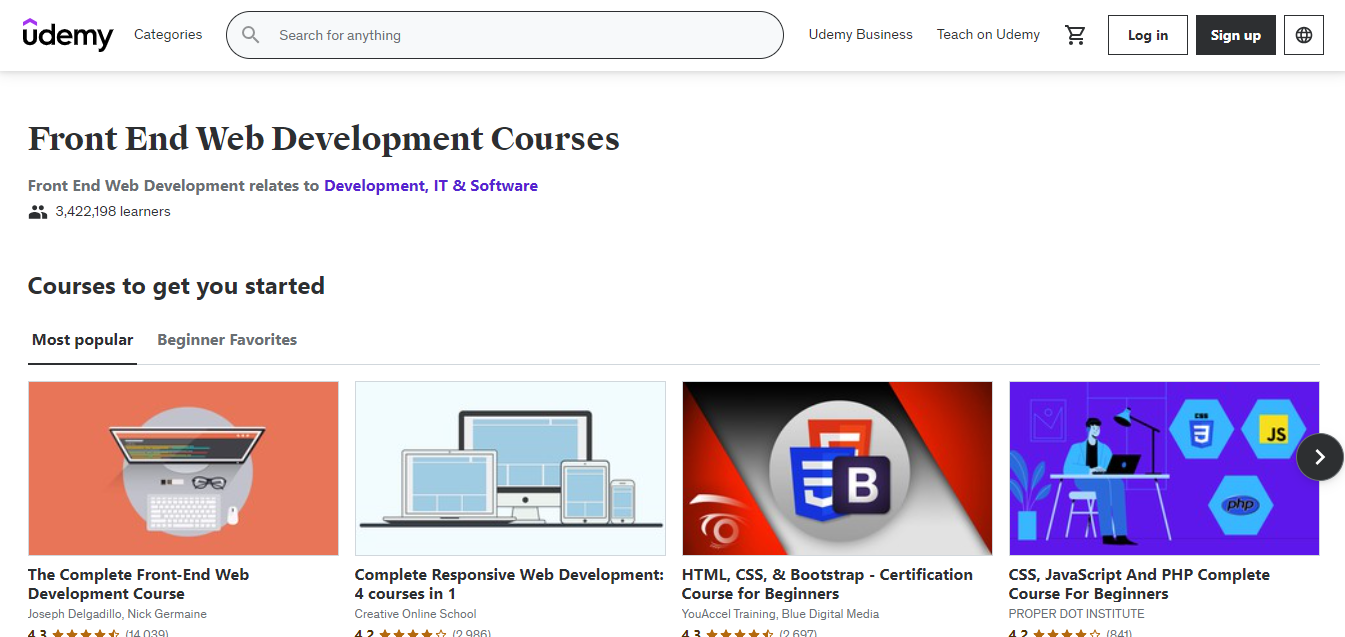 udemy
Categories
Search for anything
Udemy Business
Teach on Udemy
Log in
Sign up
Front End Web Development Courses
Front End Web Development relates to Development, IT & Software
3,422,198 learners
Courses to get you started
Most popular
Beginner Favorites
B
CSS
JS
php
The Complete Front-End Web
Development Course
Joseph Delgadillo, Nick Germaine
4.3 (14,039)
Complete Responsive Web Development:
4 courses in 1
Creative Online School
4.2 (2,986)
HTML, CSS, & Bootstrap - Certification
Course for Beginners
YouAccel Training, Blue Digital Media
4.3 (2,697)
CSS, JavaScript And PHP Complete
Course For Beginners
PROPER DOT INSTITUTE
4.2 (841)